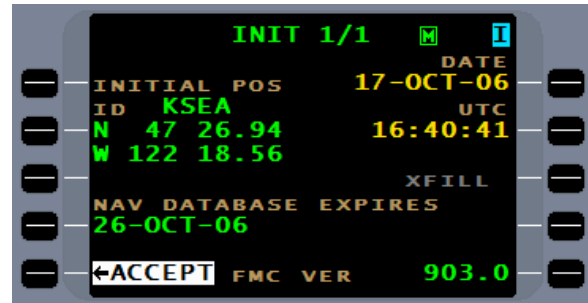 INIT 1/1 M I
DATE
INITIAL POS 17-OCT-06
ID KSEA UTC
N 47 26.94 16:40:41
W 122 18.56
XFILL
NAV DATABASE EXPIRES
26-OCT-06
←ACCEPT FMC VER 903.0